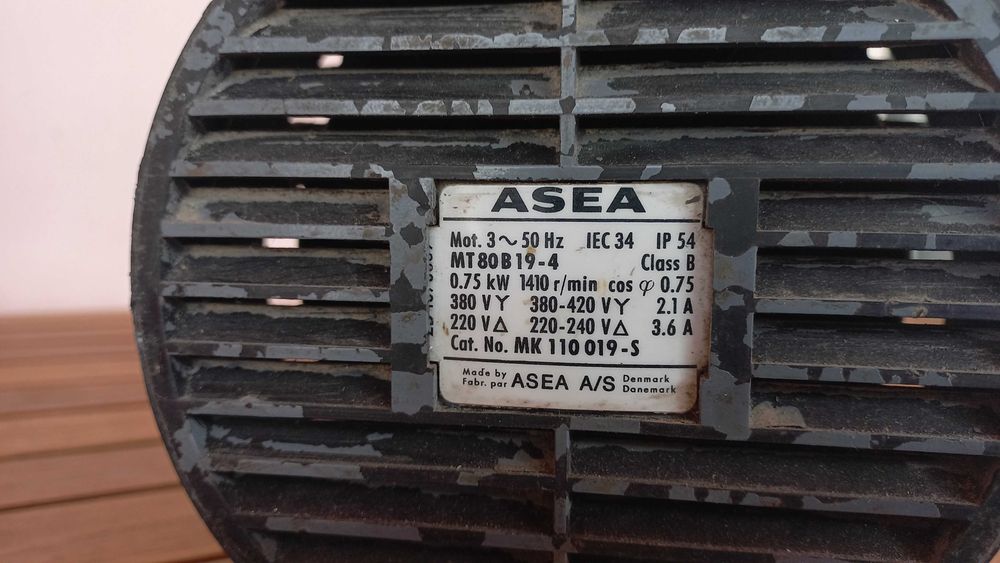 ASEA
Mot. 3~ 50 Hz IEC 34 IP 54
MT 80 B 19-4 Class B
0.75 kW 1410 r/min cos φ 0.75
380 V Y 380-420 V Y 2.1 A
220 V Δ 220-240 V Δ 3.6 A
Cat. No. MK 110 019-S
Made by
Fabr. par ASEA A/S Denmark
Danemark